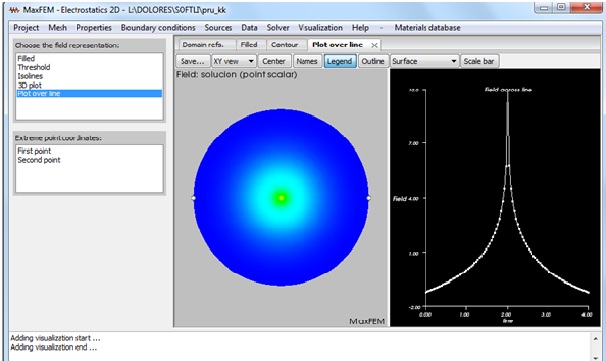 MaxFEM - Electrostatics 2D - L:\DOLORES\SOFTLI\pru_kk
Project Mesh Properties Boundary conditions Sources Data Solver Visualization Help - Materials database
Choose the field representation:
Filled
Threshold
Isolines
3D plot
Plot over line
Extreme point coordinates:
First point
Second point
Domain refs. Filled Contour Plot over line
Save... XY view Center Names Legend Outline Surface Scale bar
Field: solucion (point scalar)
MaxFEM
Field across line
10.0
7.00
Field 4.00
1.00
-2.00
0.000 1.00 2.00 3.00 4.00
line
Adding visualization start ...
Adding visualization end ...